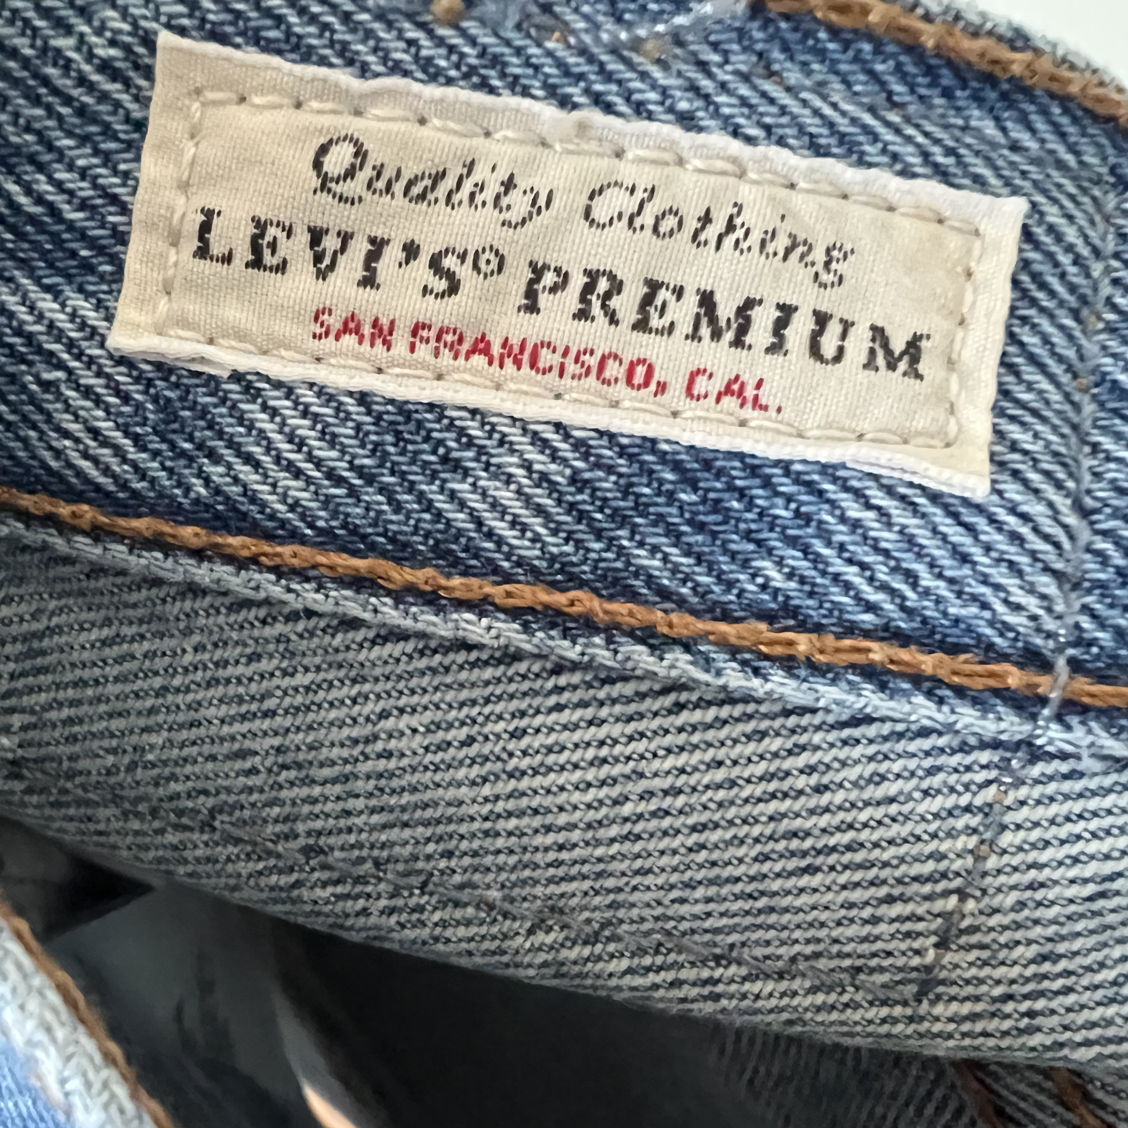 Quality Clothing
LEVI'S® PREMIUM
SAN FRANCISCO, CAL.